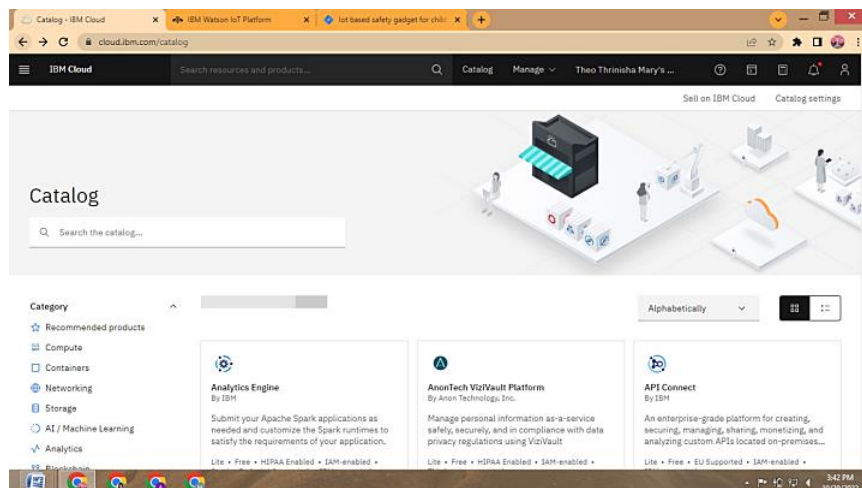 Catalog - IBM Cloud
IBM Watson IoT Platform
Iot based safety gadget for child
cloud.ibm.com/catalog
IBM Cloud
Search resources and products...
Catalog
Manage
Theo Thrinisha Mary's ...
Sell on IBM Cloud
Catalog settings
Catalog
Search the catalog...
Category
Recommended products
Compute
Containers
Networking
Storage
AI / Machine Learning
Analytics
Blockchain
Alphabetically
Analytics Engine
By IBM
Submit your Apache Spark applications as
needed and customize the Spark runtimes to
satisfy the requirements of your application.
Lite • Free • HIPAA Enabled • IAM-enabled •
AnonTech ViziVault Platform
By Anon Technology, Inc.
Manage personal information as-a-service
safely, securely, and in compliance with data
privacy regulations using ViziVault
Lite • Free • HIPAA Enabled • IAM-enabled •
API Connect
By IBM
An enterprise-grade platform for creating,
securing, managing, sharing, monetizing, and
analyzing custom APIs located on-premises...
Lite • Free • EU Supported • IAM-enabled •
3:42 PM